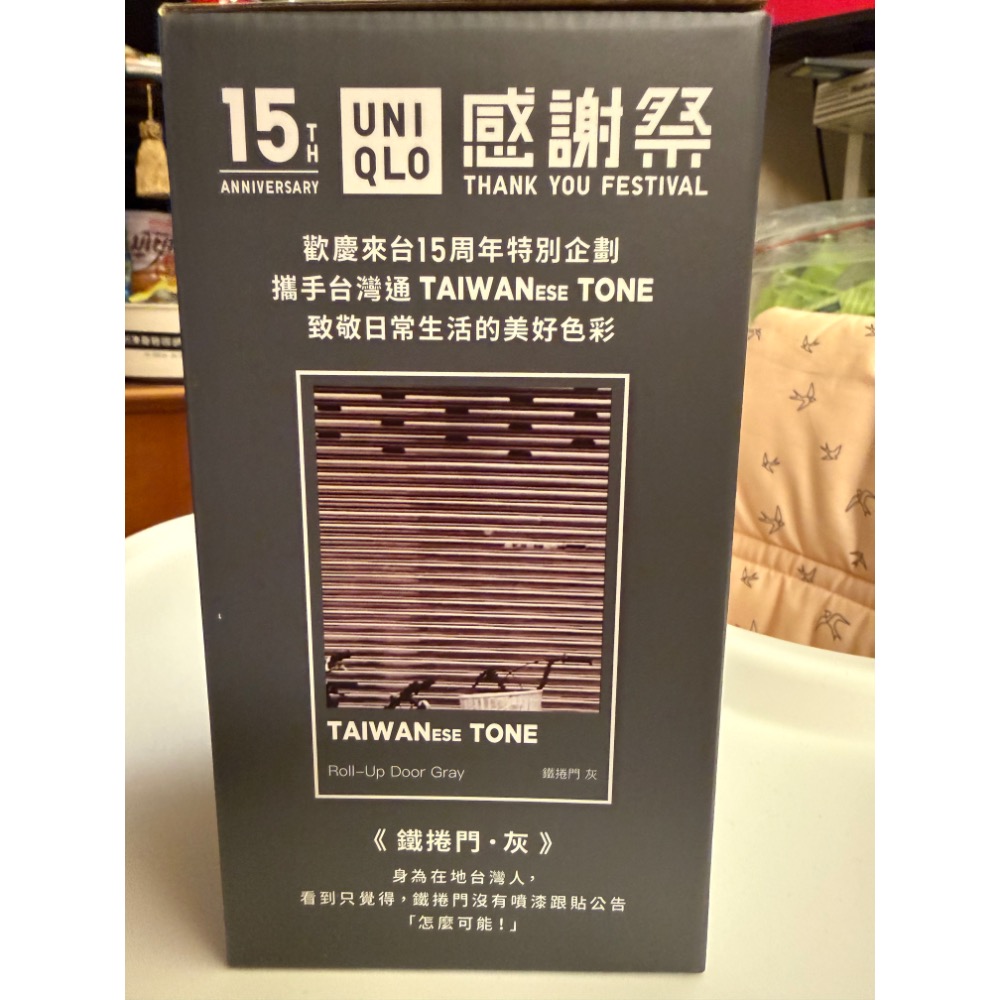 15TH
ANNIVERSARY
UNI
QLO
感謝祭
THANK YOU FESTIVAL
歡慶來台15周年特別企劃
攜手台灣通 TAIWANESE TONE
致敬日常生活的美好色彩
TAIWANESE TONE
Roll-Up Door Gray 鐵捲門 灰
《 鐵捲門・灰 》
身為在地台灣人，
看到只覺得，鐵捲門沒有噴漆跟貼公告
「怎麼可能！」